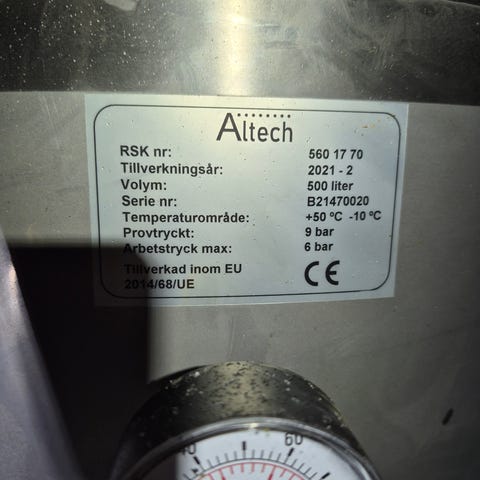 Altech
RSK nr: 560 17 70
Tillverkningsår: 2021 - 2
Volym: 500 liter
Serie nr: B21470020
Temperaturområde: +50 ºC -10 ºC
Provtryckt: 9 bar
Arbetstryck max: 6 bar
Tillverkad inom EU
2014/68/UE
CE
40 60